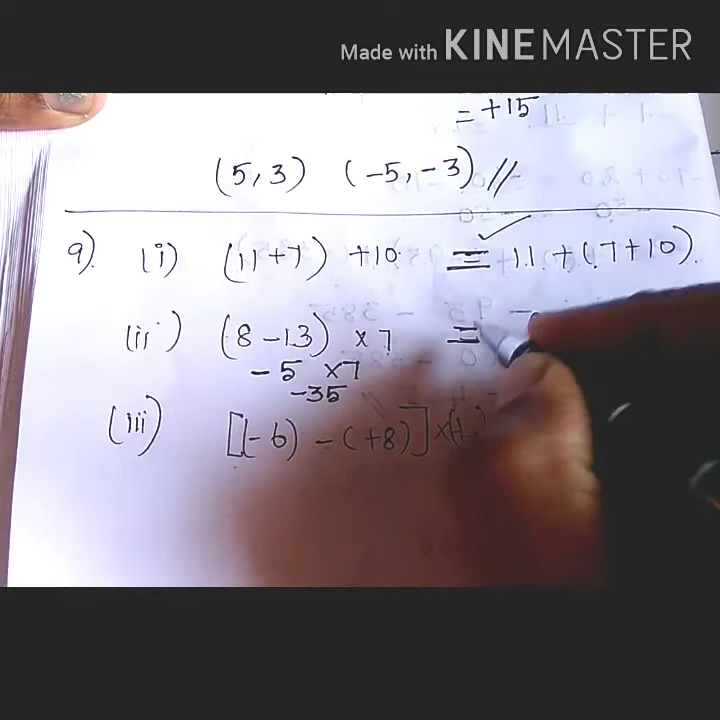 Made with KINEMASTER
= +15
(5,3) (-5,-3) //
9). (i) (11+7) +10 = 11 + (7+10).
(ii) (8-13) × 7 =
-5 ×7
-35
(iii) [(-6) - (+8)] ×